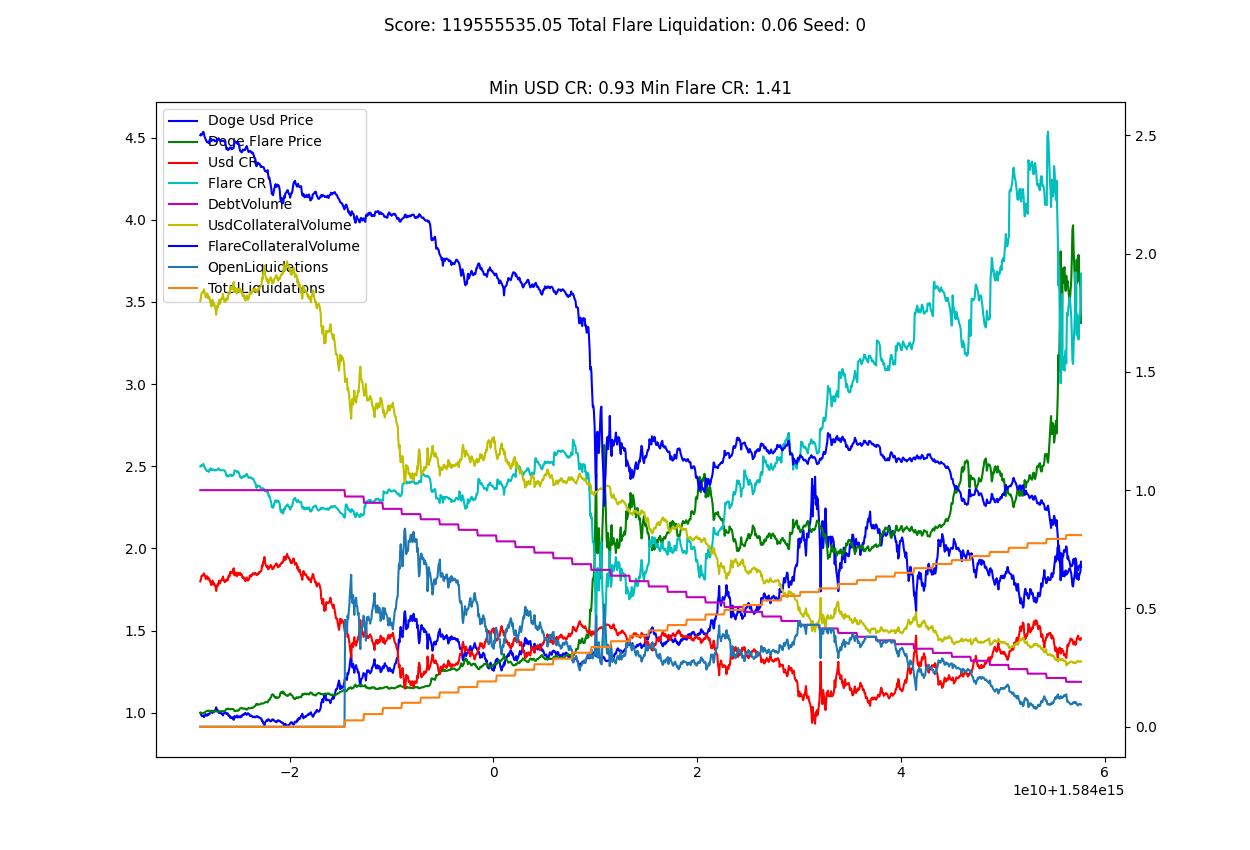 Score: 119555535.05 Total Flare Liquidation: 0.06 Seed: 0
Min USD CR: 0.93 Min Flare CR: 1.41
Doge Usd Price
Doge Flare Price
Usd CR
Flare CR
DebtVolume
UsdCollateralVolume
FlareCollateralVolume
OpenLiquidations
TotalLiquidations
4.5
4.0
3.5
3.0
2.5
2.0
1.5
1.0
2.5
2.0
1.5
1.0
0.5
0.0
−2
0
2
4
6
1e10+1.584e15